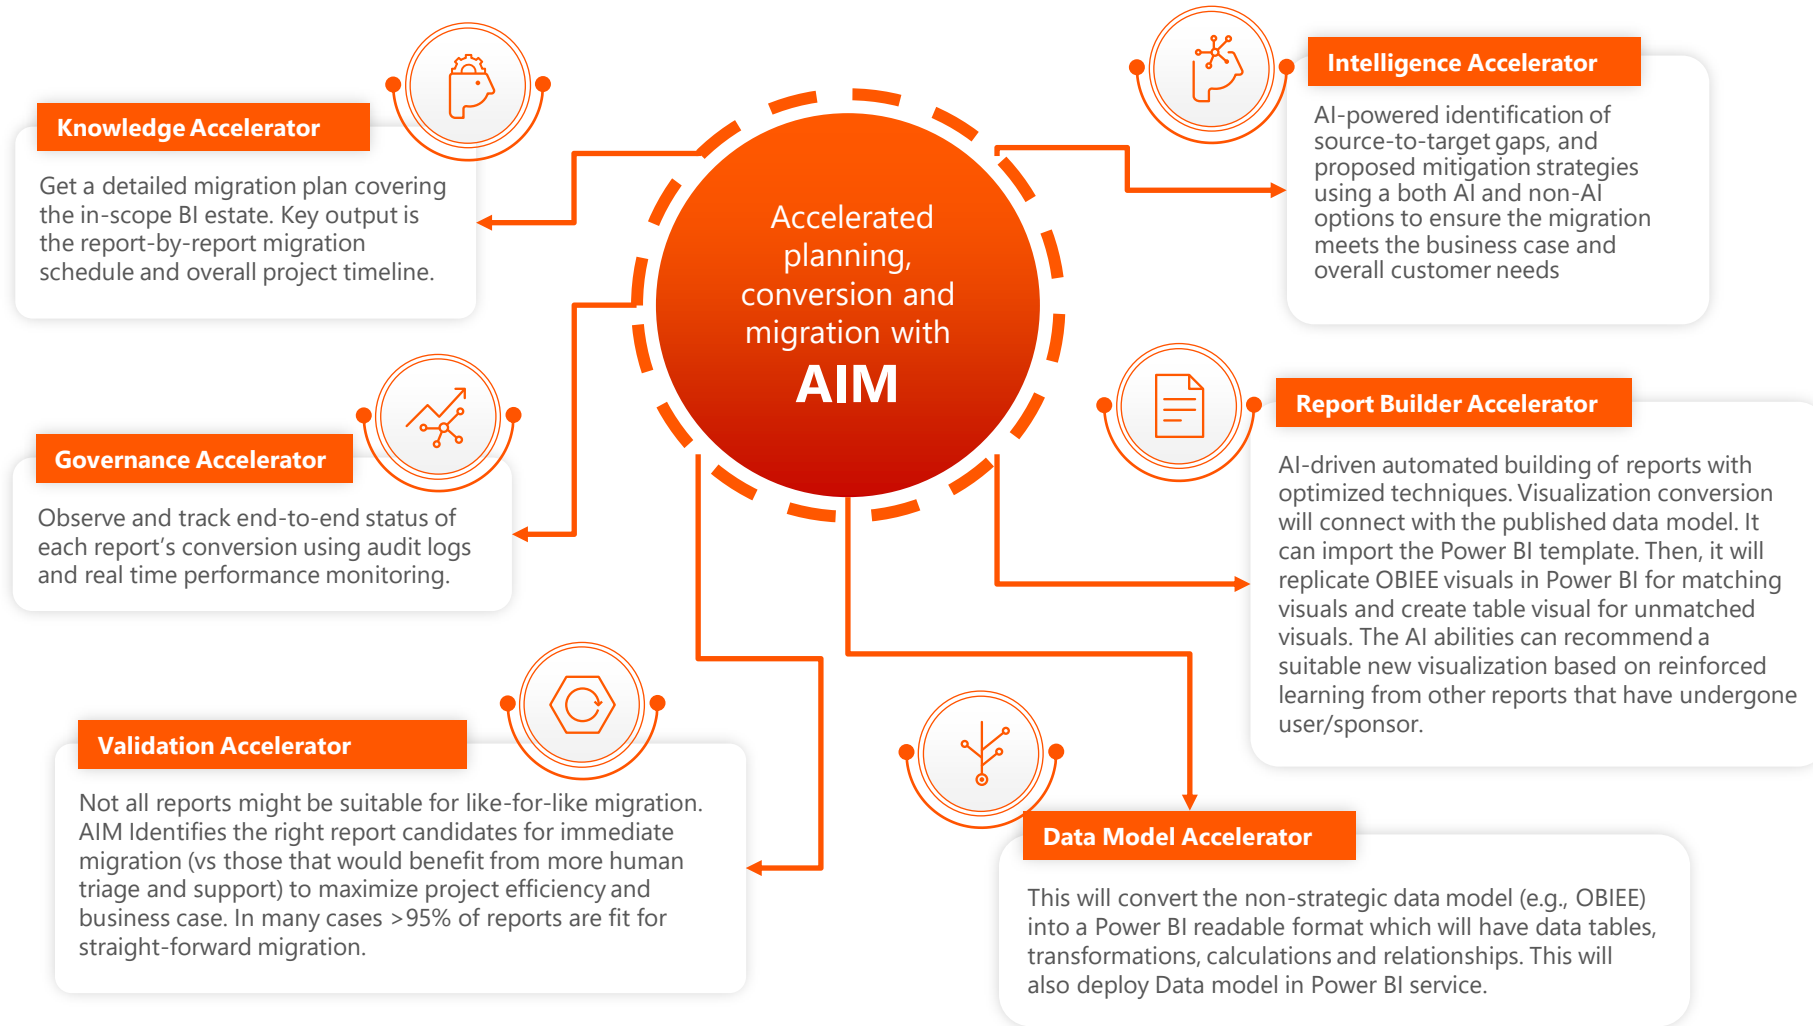 Knowledge Accelerator
Get a detailed migration plan covering
the in-scope BI estate. Key output is
the report-by-report migration
schedule and overall project timeline.
Governance Accelerator
Observe and track end-to-end status of
each report's conversion using audit logs
and real time performance monitoring.
Validation Accelerator
Not all reports might be suitable for like-for-like migration.
AIM Identifies the right report candidates for immediate
migration (vs those that would benefit from more human
triage and support) to maximize project efficiency and
business case. In many cases >95% of reports are fit for
straight-forward migration.
Accelerated
planning,
conversion and
migration with
AIM
Intelligence Accelerator
AI-powered identification of
source-to-target gaps, and
proposed mitigation strategies
using a both AI and non-AI
options to ensure the migration
meets the business case and
overall customer needs
Report Builder Accelerator
AI-driven automated building of reports with
optimized techniques. Visualization conversion
will connect with the published data model. It
can import the Power BI template. Then, it will
replicate OBIEE visuals in Power BI for matching
visuals and create table visual for unmatched
visuals. The AI abilities can recommend a
suitable new visualization based on reinforced
learning from other reports that have undergone
user/sponsor.
Data Model Accelerator
This will convert the non-strategic data model (e.g., OBIEE)
into a Power BI readable format which will have data tables,
transformations, calculations and relationships. This will
also deploy Data model in Power BI service.